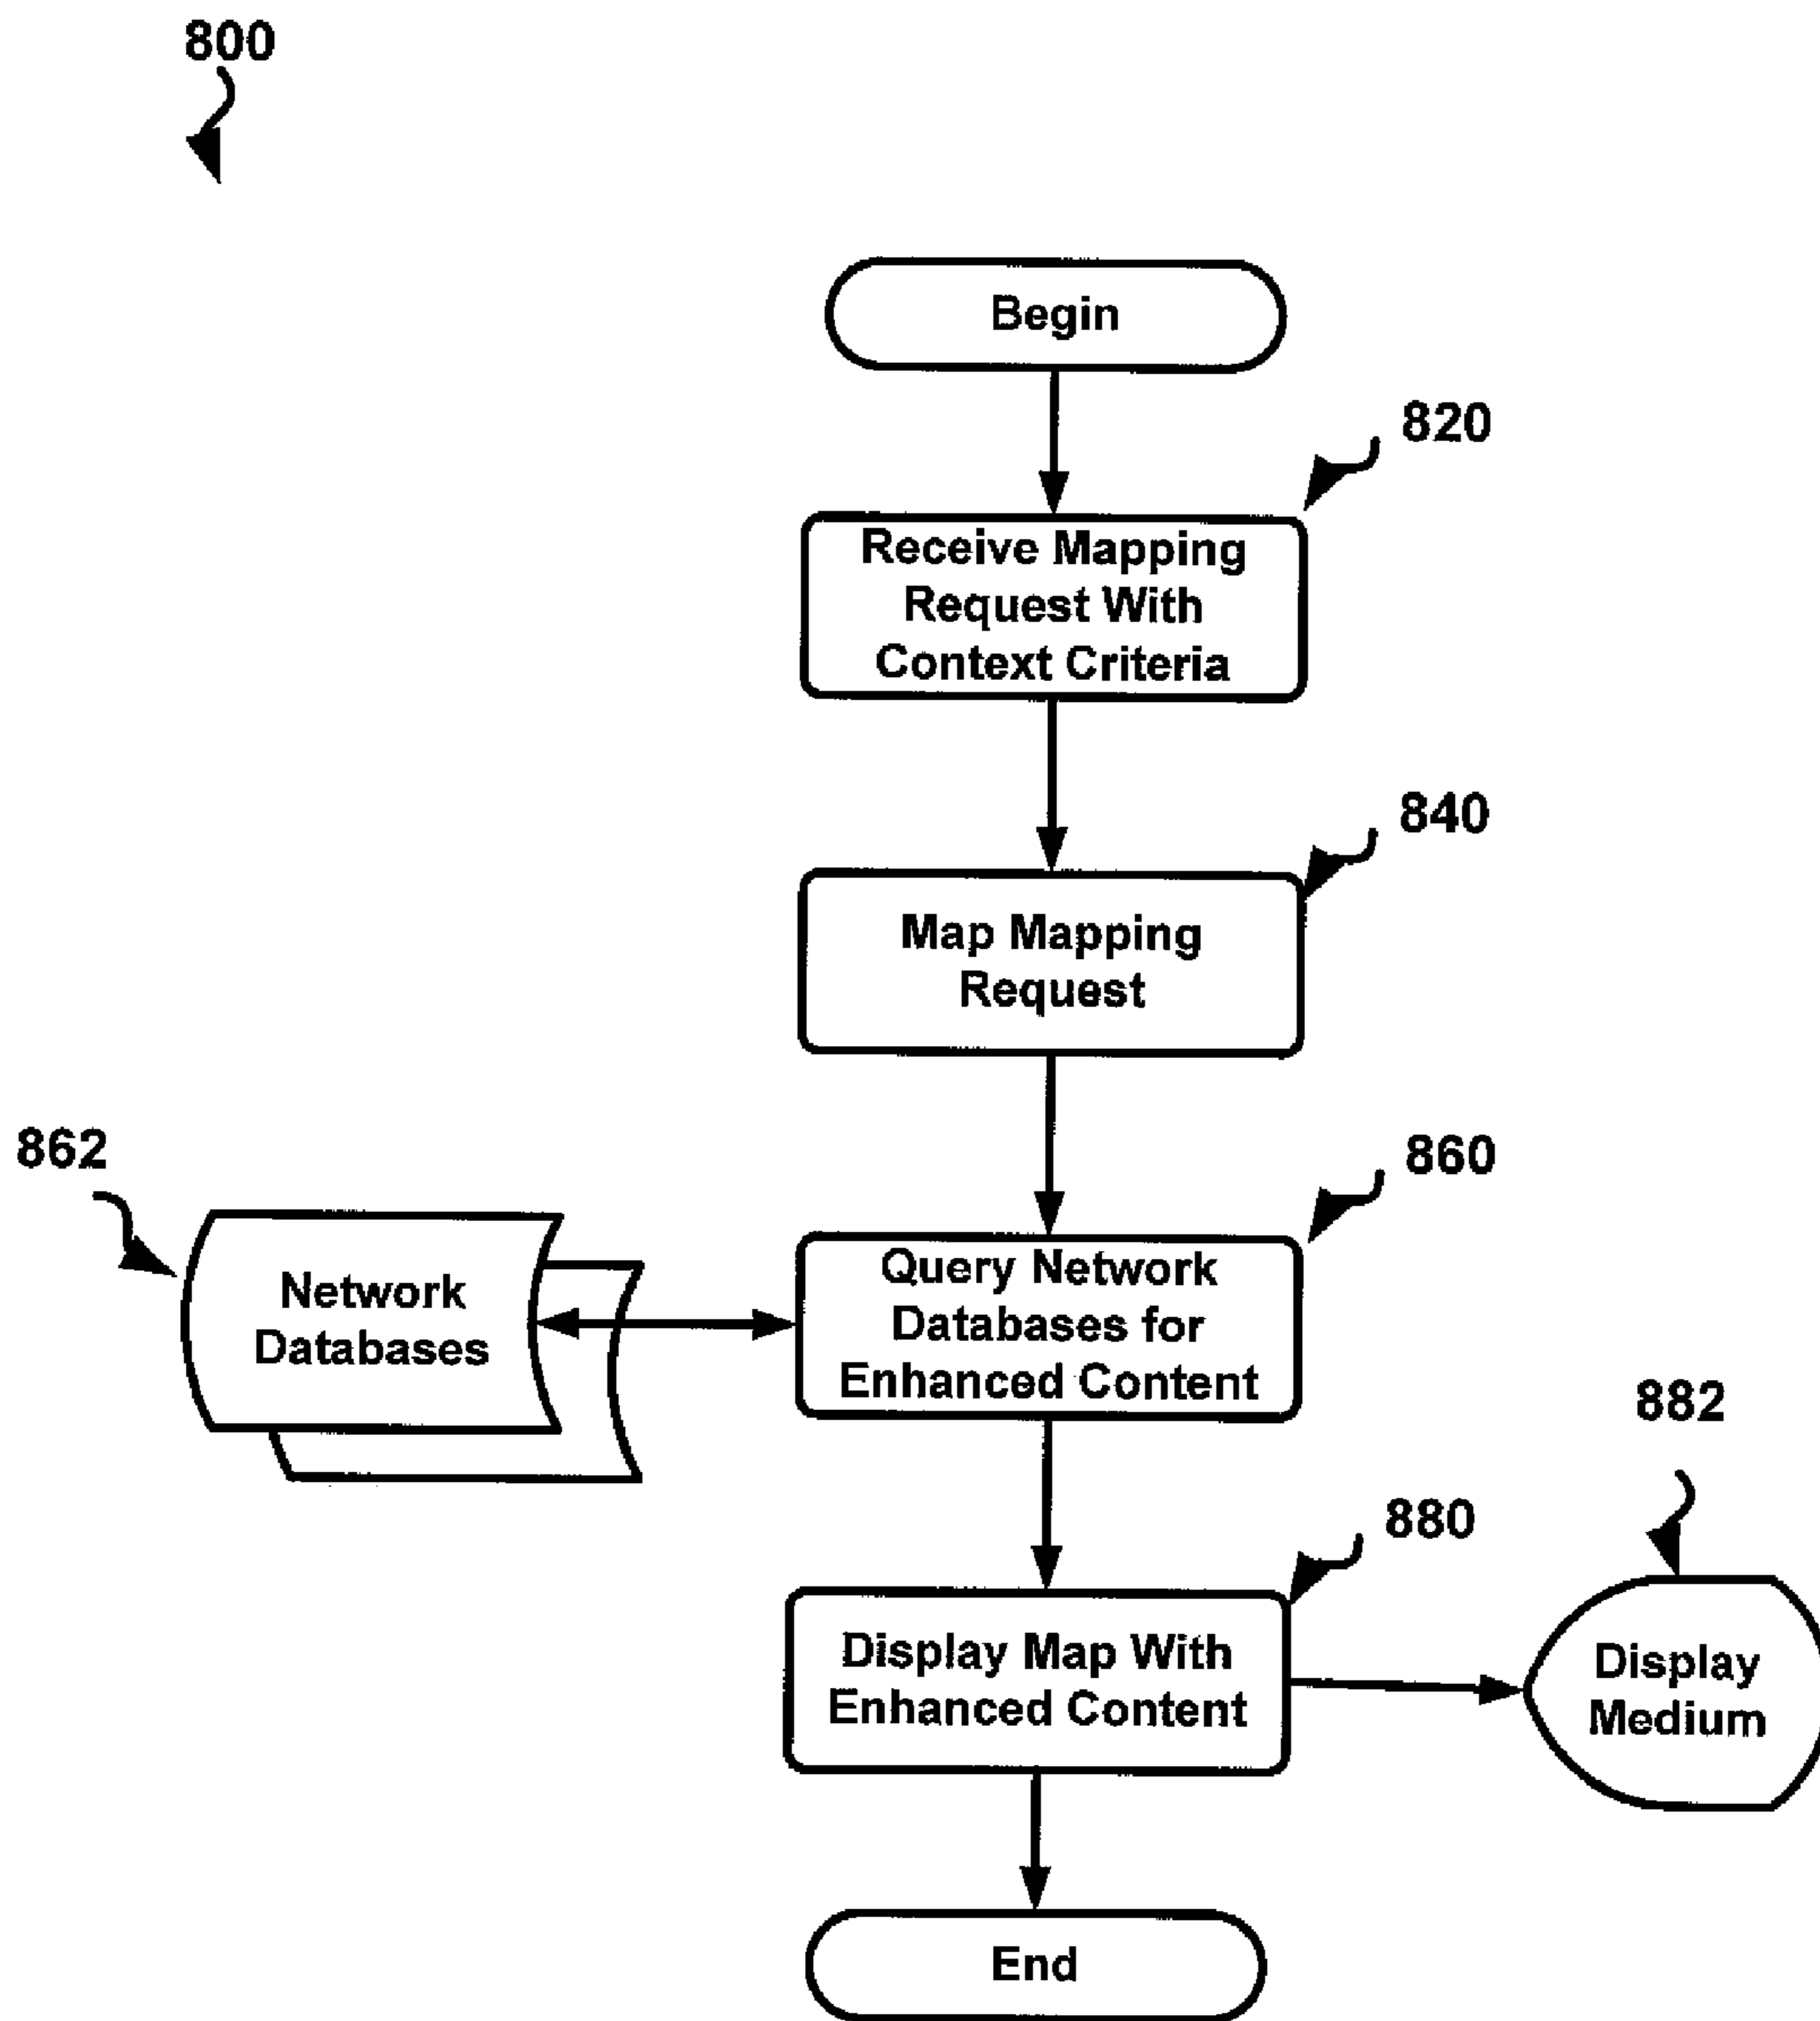 800
Begin
820
Receive Mapping
Request With
Context Criteria
840
Map Mapping
Request
862
Network
Databases
860
Query Network
Databases for
Enhanced Content
882
880
Display Map With
Enhanced Content
Display
Medium
End